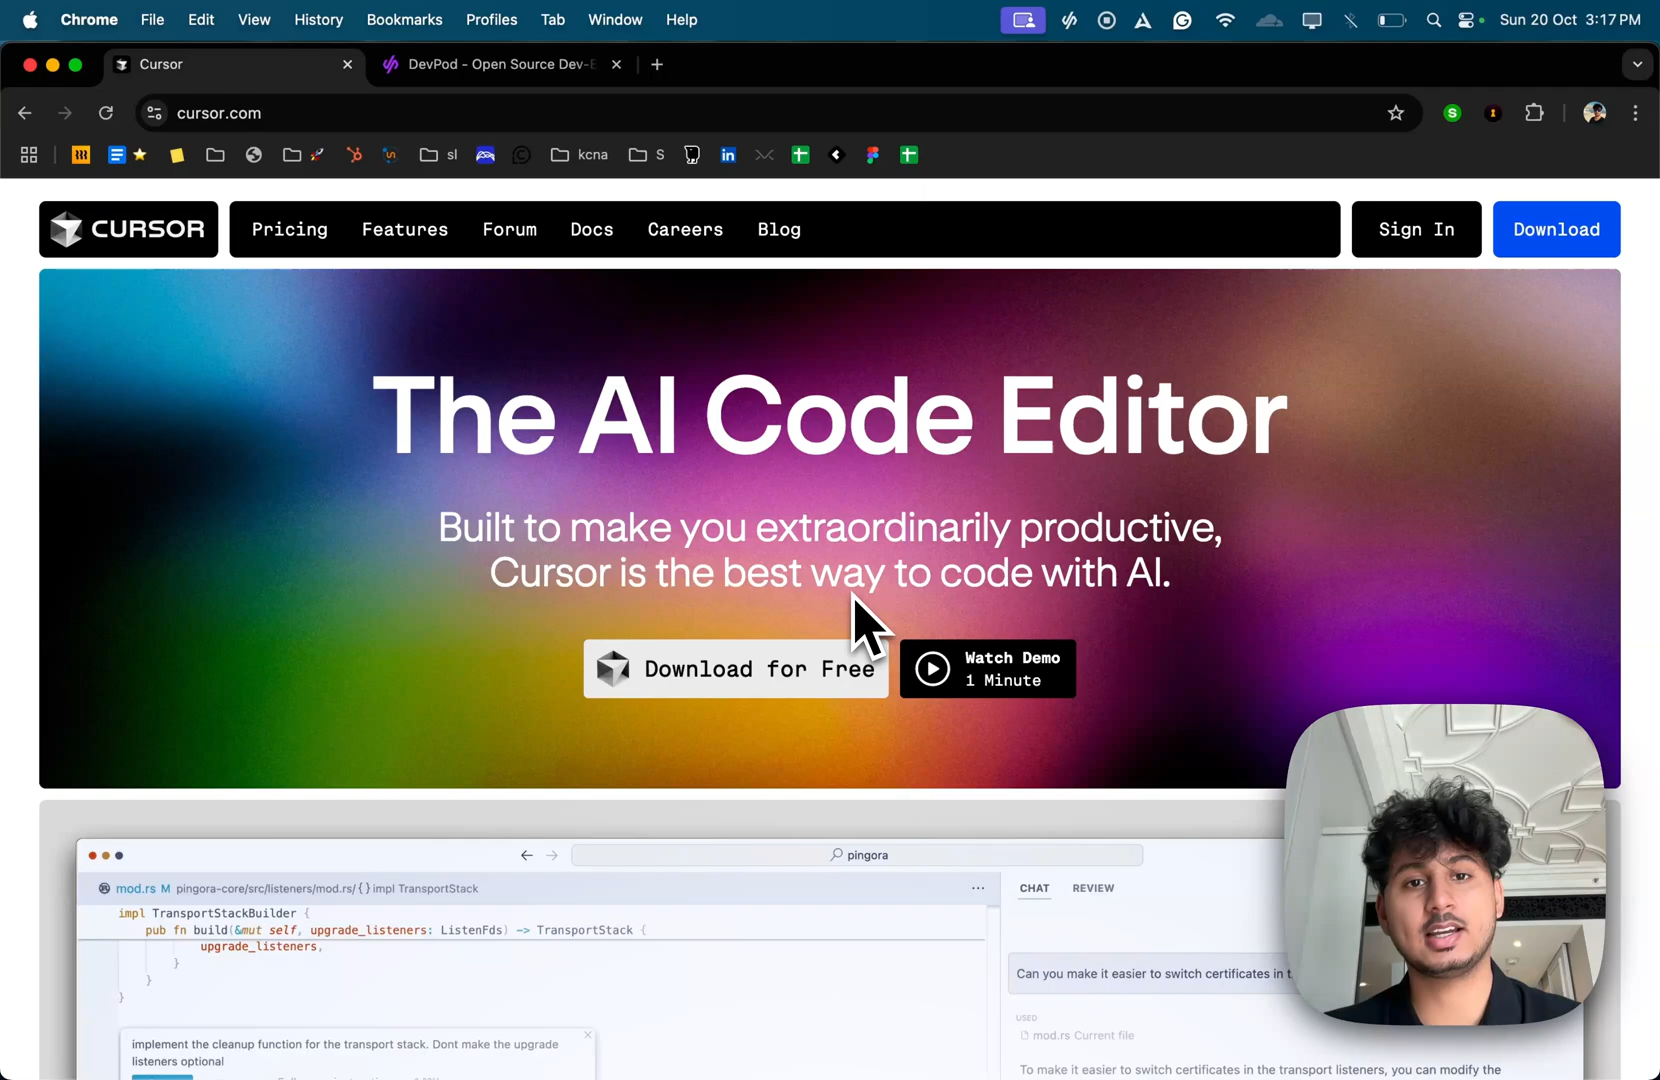 Chrome File Edit View History Bookmarks Profiles Tab Window Help Sun 20 Oct 3:17 PM
Cursor DevPod - Open Source Dev-E
cursor.com
sl kcna S
CURSOR Pricing Features Forum Docs Careers Blog Sign In Download
The AI Code Editor
Built to make you extraordinarily productive,
Cursor is the best way to code with AI.
Download for Free
Watch Demo
1 Minute
pingora
mod.rs M pingora-core/src/listeners/mod.rs/{} impl TransportStack ···
CHAT REVIEW
impl TransportStackBuilder {
pub fn build(&mut self, upgrade_listeners: ListenFds) -> TransportStack {
upgrade_listeners,
}
}
}
Can you make it easier to switch certificates in t
USED
mod.rs Current file
implement the cleanup function for the transport stack. Dont make the upgrade
listeners optional
To make it easier to switch certificates in the transport listeners, you can modify the